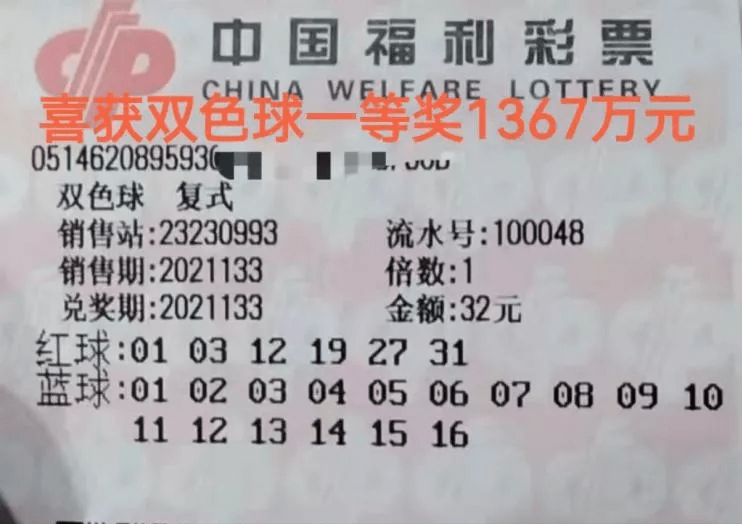 中国福利彩票
CHINA WELFARE LOTTERY
喜获双色球一等奖1367万元
0514620895930
双色球 复式
销售站:23230993 流水号:100048
销售期:2021133 倍数:1
兑奖期:2021133 金额:32元
红球:01 03 12 19 27 31
蓝球:01 02 03 04 05 06 07 08 09 10
11 12 13 14 15 16